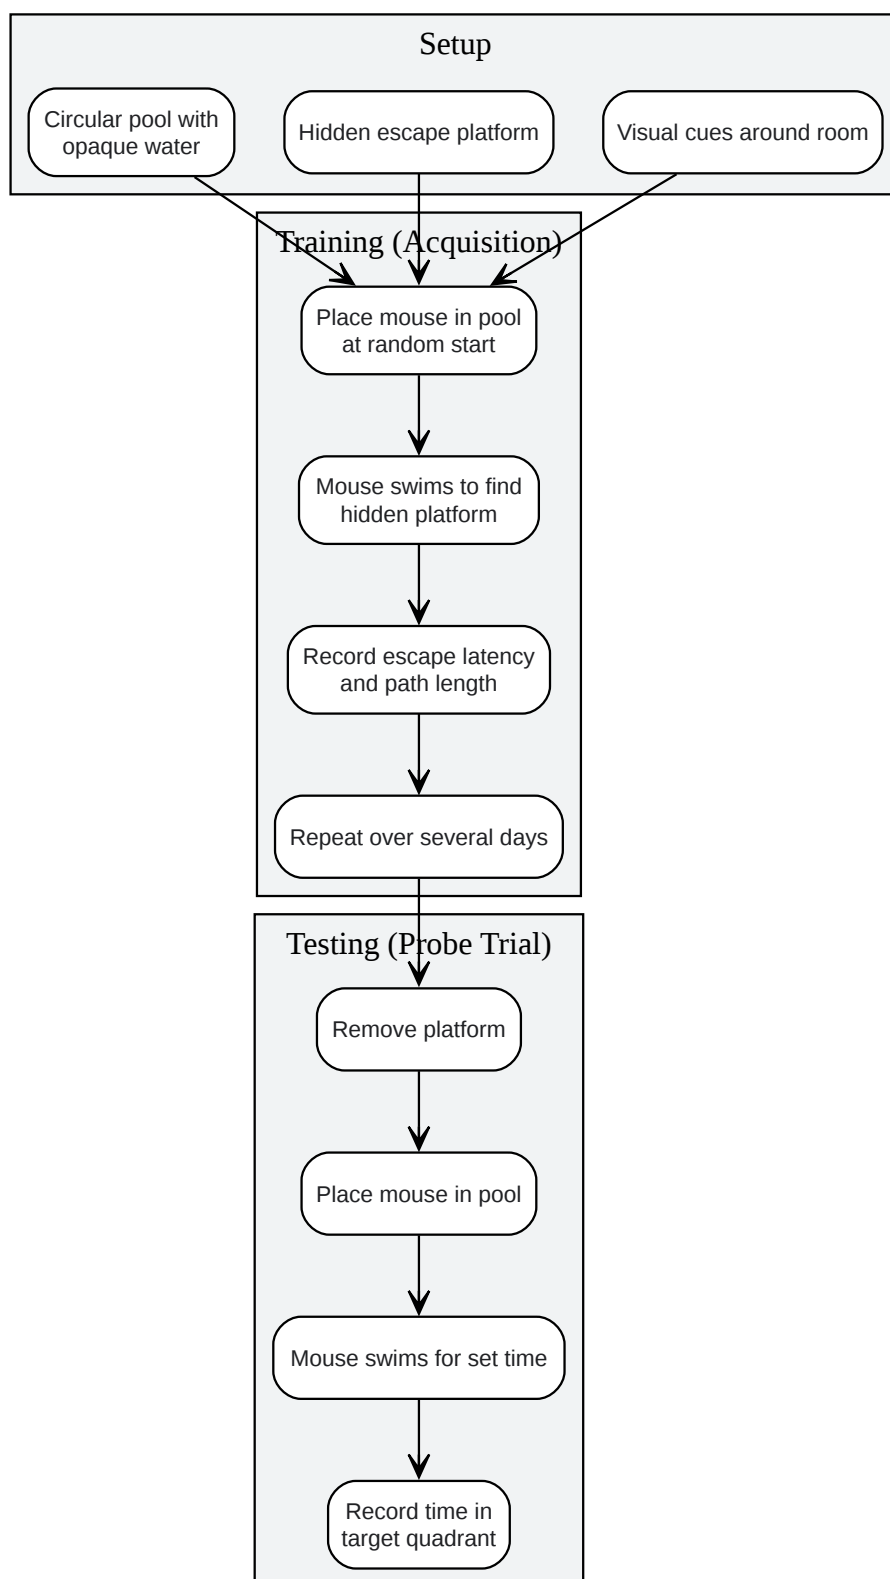 Setup
Circular pool with
opaque water
Hidden escape platform
Visual cues around room
Training (Acquisition)
Place mouse in pool
at random start
Mouse swims to find
hidden platform
Record escape latency
and path length
Repeat over several days
Testing (Probe Trial)
Remove platform
Place mouse in pool
Mouse swims for set time
Record time in
target quadrant